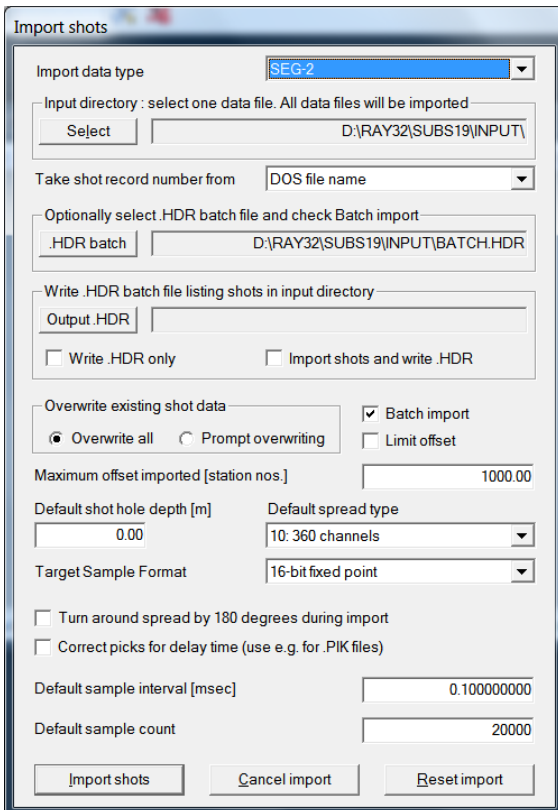 Import shots
Import data type SEG-2
Input directory : select one data file. All data files will be imported
Select D:\RAY32\SUBS19\INPUT\
Take shot record number from DOS file name
Optionally select .HDR batch file and check Batch import
.HDR batch D:\RAY32\SUBS19\INPUT\BATCH.HDR
Write .HDR batch file listing shots in input directory
Output .HDR
Write .HDR only Import shots and write .HDR
Overwrite existing shot data Batch import
Overwrite all Prompt overwriting Limit offset
Maximum offset imported [station nos.] 1000.00
Default shot hole depth [m] Default spread type
0.00 10: 360 channels
Target Sample Format 16-bit fixed point
Turn around spread by 180 degrees during import
Correct picks for delay time (use e.g. for .PIK files)
Default sample interval [msec] 0.100000000
Default sample count 20000
Import shots Cancel import Reset import